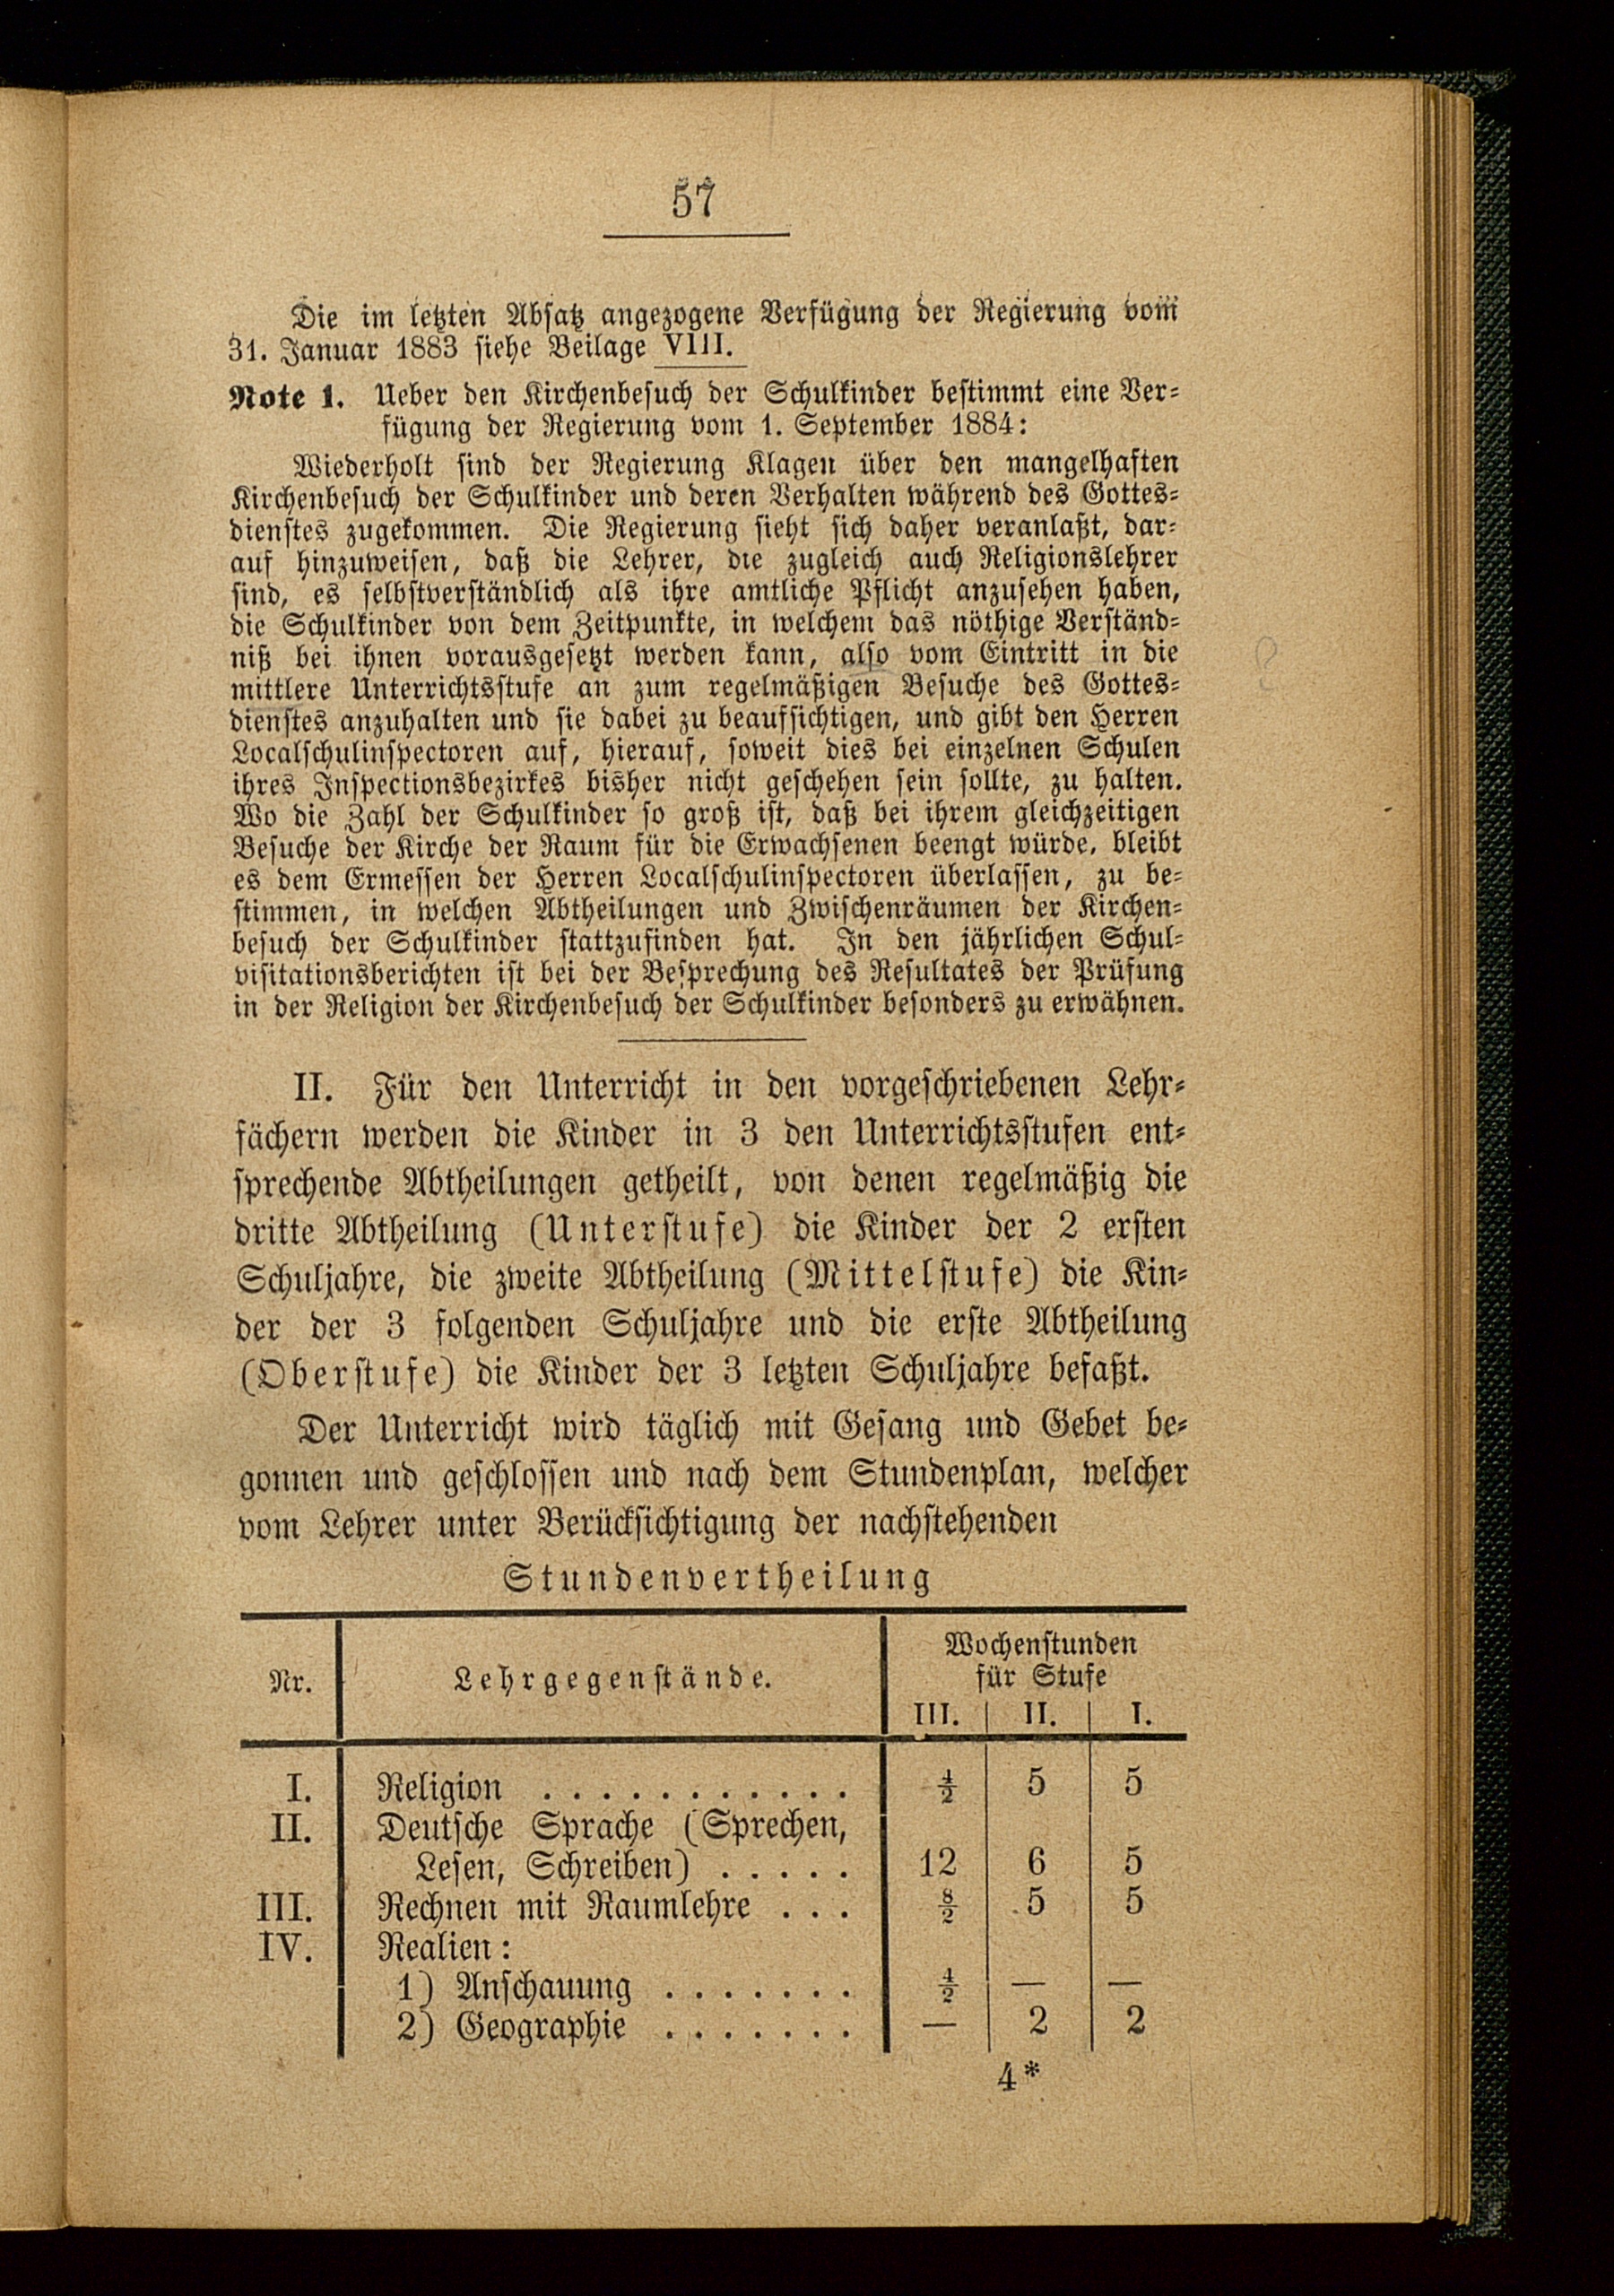 57
Die im letzten Absatz angezogene Verfügung der Regierung vom
31. Januar 1883 siehe Beilage VIII.
Note 1. Ueber den Kirchenbesuch der Schulkinder bestimmt eine Ver-
fügung der Regierung vom 1. September 1884:
Wiederholt sind der Regierung Klagen über den mangelhaften
Kirchenbesuch der Schulkinder und deren Verhalten während des Gottes-
dienstes zugekommen. Die Regierung sieht sich daher veranlaßt, dar-
auf hinzuweisen, daß die Lehrer, die zugleich auch Religionslehrer
sind, es selbstverständlich als ihre amtliche Pflicht anzusehen haben,
die Schulkinder von dem Zeitpunkte, in welchem das nöthige Verständ-
niß bei ihnen vorausgesetzt werden kann, also vom Eintritt in die
mittlere Unterrichtsstufe an zum regelmäßigen Besuche des Gottes-
dienstes anzuhalten und sie dabei zu beaufsichtigen, und gibt den Herren
Localschulinspectoren auf, hierauf, soweit dies bei einzelnen Schulen
ihres Inspectionsbezirkes bisher nicht geschehen sein sollte, zu halten.
Wo die Zahl der Schulkinder so groß ist, daß bei ihrem gleichzeitigen
Besuche der Kirche der Raum für die Erwachsenen beengt würde, bleibt
es dem Ermessen der Herren Localschulinspectoren überlassen, zu be-
stimmen, in welchen Abtheilungen und Zwischenräumen der Kirchen-
besuch der Schulkinder stattzufinden hat. In den jährlichen Schul-
visitationsberichten ist bei der Besprechung des Resultates der Prüfung
in der Religion der Kirchenbesuch der Schulkinder besonders zu erwähnen.
II. Für den Unterricht in den vorgeschriebenen Lehr-
fächern werden die Kinder in 3 den Unterrichtsstufen ent-
sprechende Abtheilungen getheilt, von denen regelmäßig die
dritte Abtheilung (Unterstufe) die Kinder der 2 ersten
Schuljahre, die zweite Abtheilung (Mittelstufe) die Kin-
der der 3 folgenden Schuljahre und die erste Abtheilung
(Oberstufe) die Kinder der 3 letzten Schuljahre befaßt.
Der Unterricht wird täglich mit Gesang und Gebet be-
gonnen und geschlossen und nach dem Stundenplan, welcher
vom Lehrer unter Berücksichtigung der nachstehenden
Stundenvertheilung
Nr. Lehrgegenstände. Wochenstunden
für Stufe
III. II. I.
I. Religion . . . . . . . . . . . 4/2 5 5
II. Deutsche Sprache (Sprechen,
Lesen, Schreiben) . . . . . 12 6 5
III. Rechnen mit Raumlehre . . . 8/2 5 5
IV. Realien:
1) Anschauung . . . . . . . 4/2 — —
2) Geographie . . . . . . . — 2 2
4*